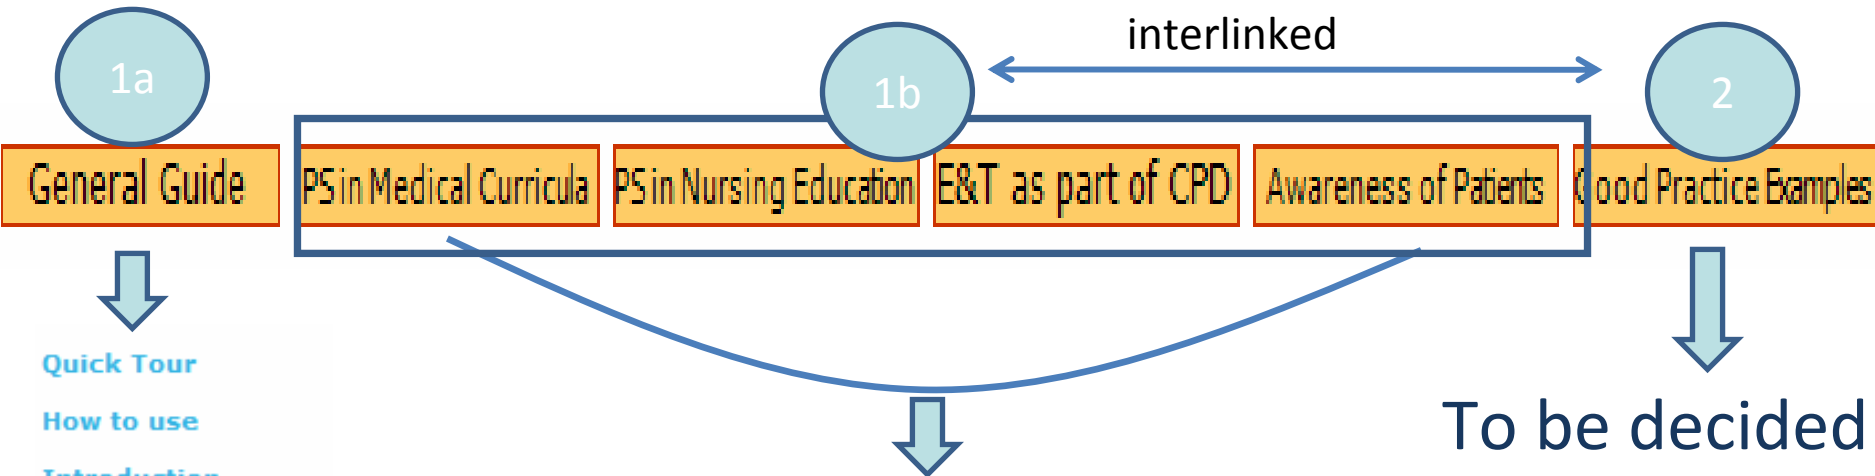 interlinked
1a
1b
2
General Guide
PS in Medical Curricula
PS in Nursing Education
E&T as part of CPD
Awareness of Patients
Good Practice Examples
Quick Tour
How to use
Introduction
To be decided